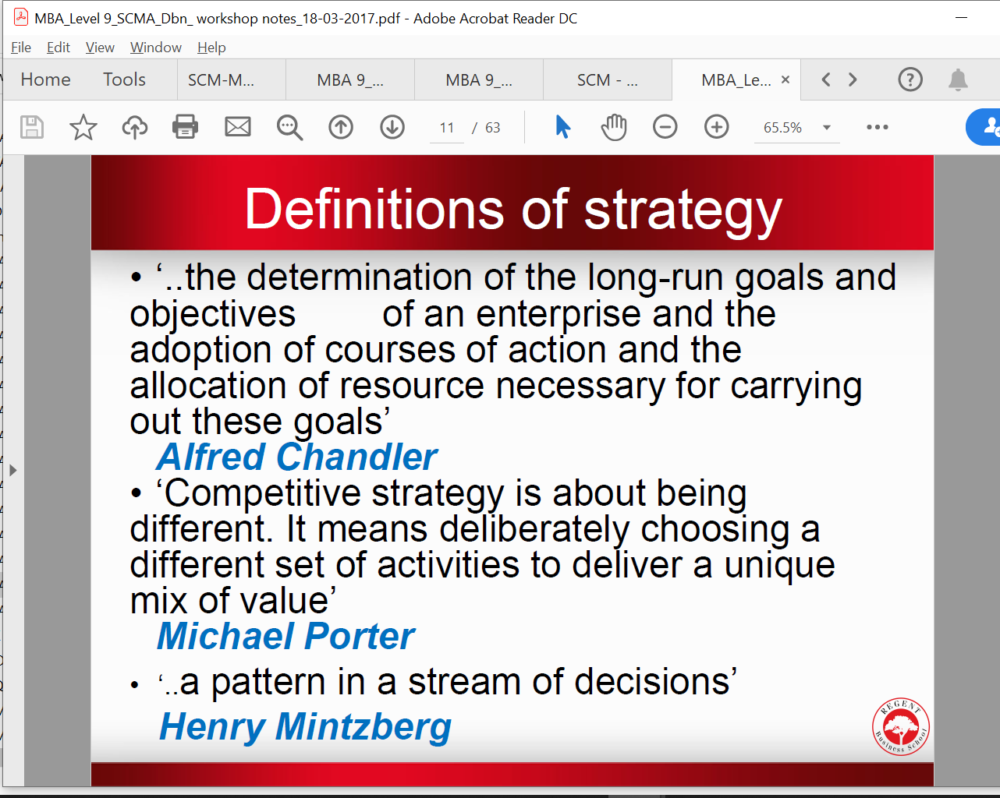 MBA_Level 9_SCMA_Dbn_ workshop notes_18-03-2017.pdf - Adobe Acrobat Reader DC
File Edit View Window Help
Home Tools SCM-M... MBA 9_... MBA 9_... SCM - ... MBA_Le... ×
11 / 63 65.5%
Definitions of strategy
• ‘..the determination of the long-run goals and
objectives of an enterprise and the
adoption of courses of action and the
allocation of resource necessary for carrying
out these goals’
Alfred Chandler
• ‘Competitive strategy is about being
different. It means deliberately choosing a
different set of activities to deliver a unique
mix of value’
Michael Porter
• ‘..a pattern in a stream of decisions’
Henry Mintzberg
REGENT
Business School